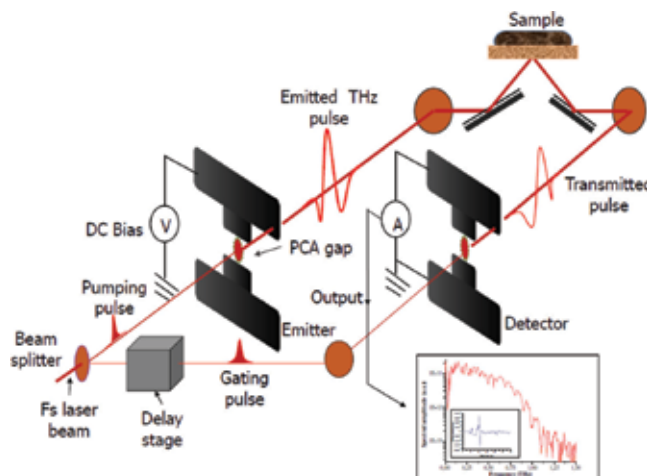 Sample
Emitted THz
pulse
Transmitted
pulse
DC Bias
V
A
PCA gap
Pumping
pulse
Output
Emitter
Detector
Beam
splitter
Gating
pulse
Fs laser
beam
Delay
stage